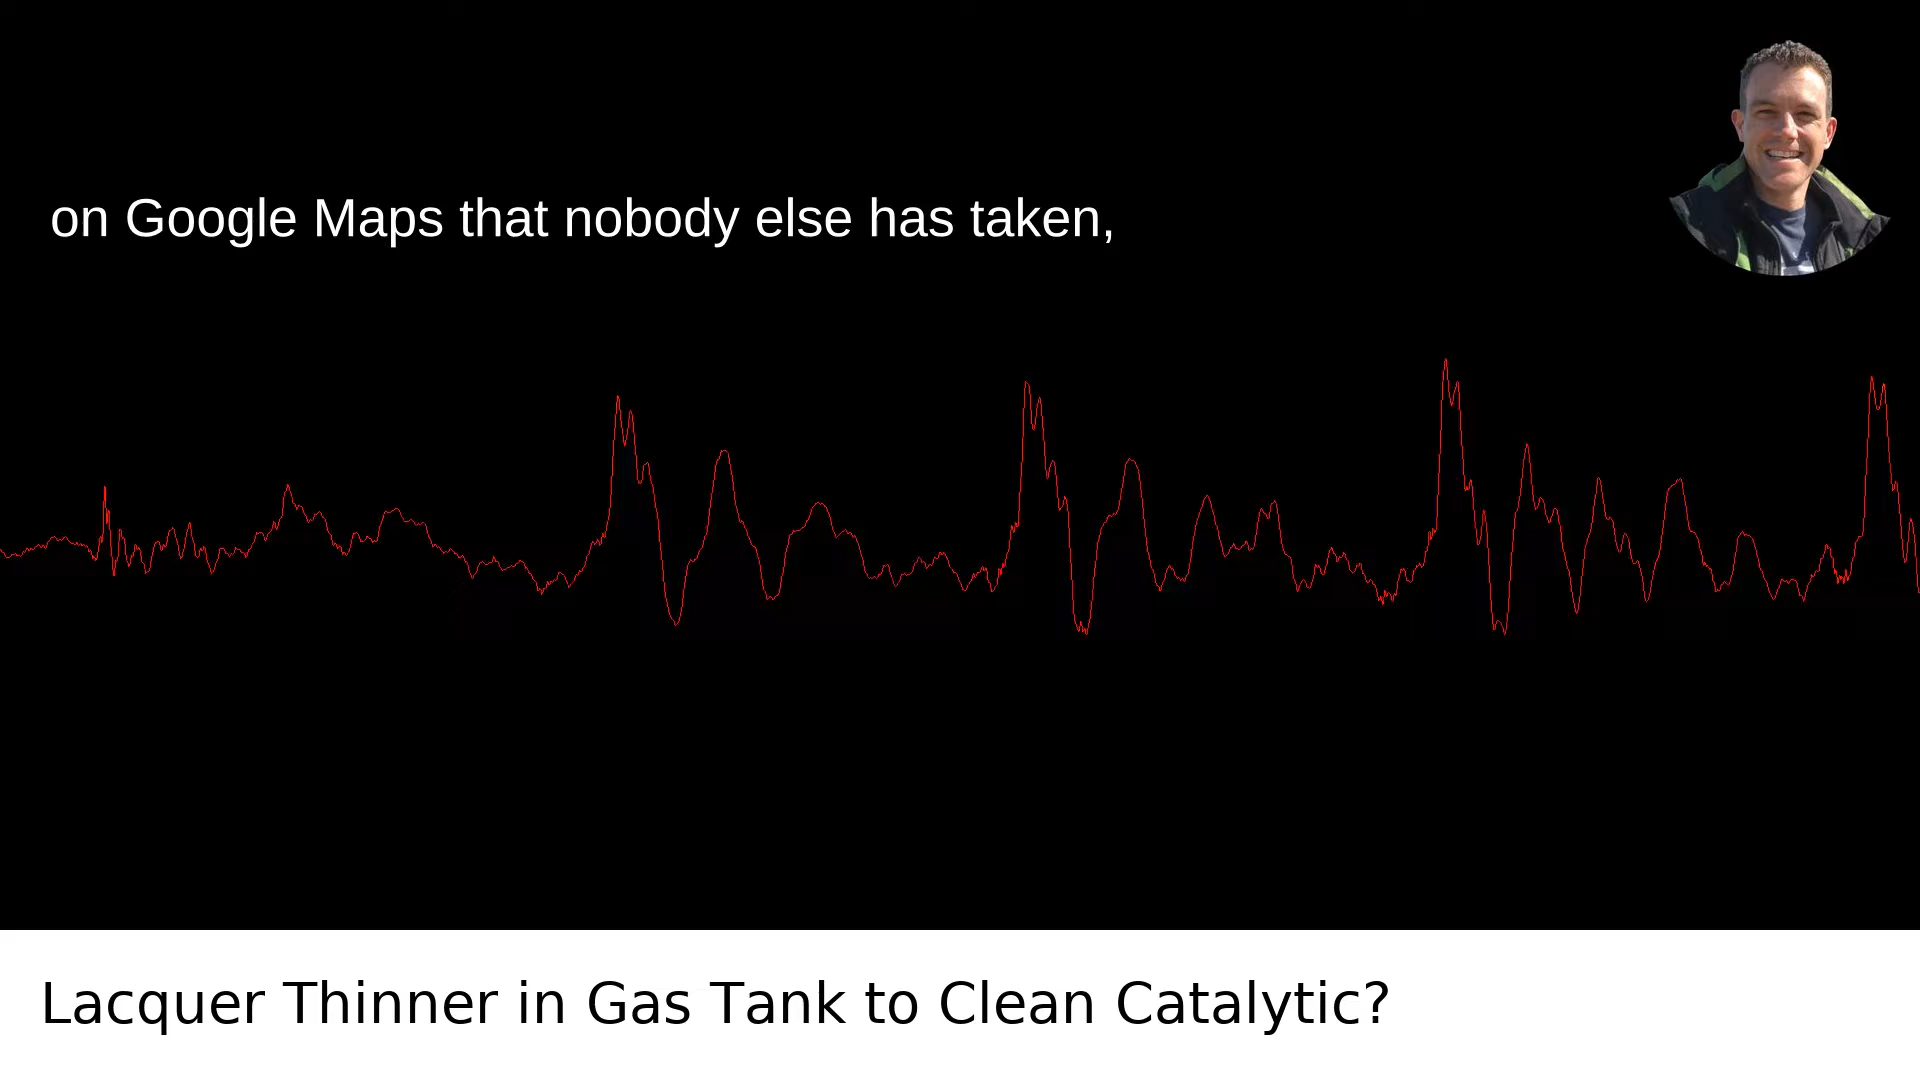 on Google Maps that nobody else has taken,
Lacquer Thinner in Gas Tank to Clean Catalytic?